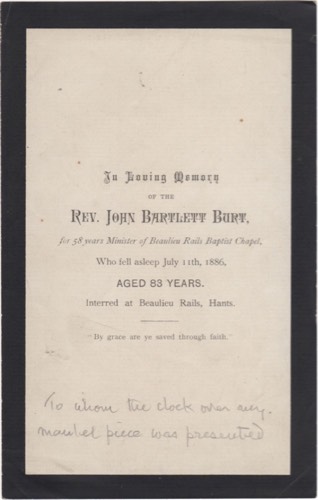 In Loving Memory
OF THE
REV. JOHN BARTLETT BURT,
for 58 years Minister of Beaulieu Rails Baptist Chapel,
Who fell asleep July 11th, 1886,
AGED 83 YEARS.
Interred at Beaulieu Rails, Hants.
"By grace are ye saved through faith."
To whom the clock over my
mantel piece was presented